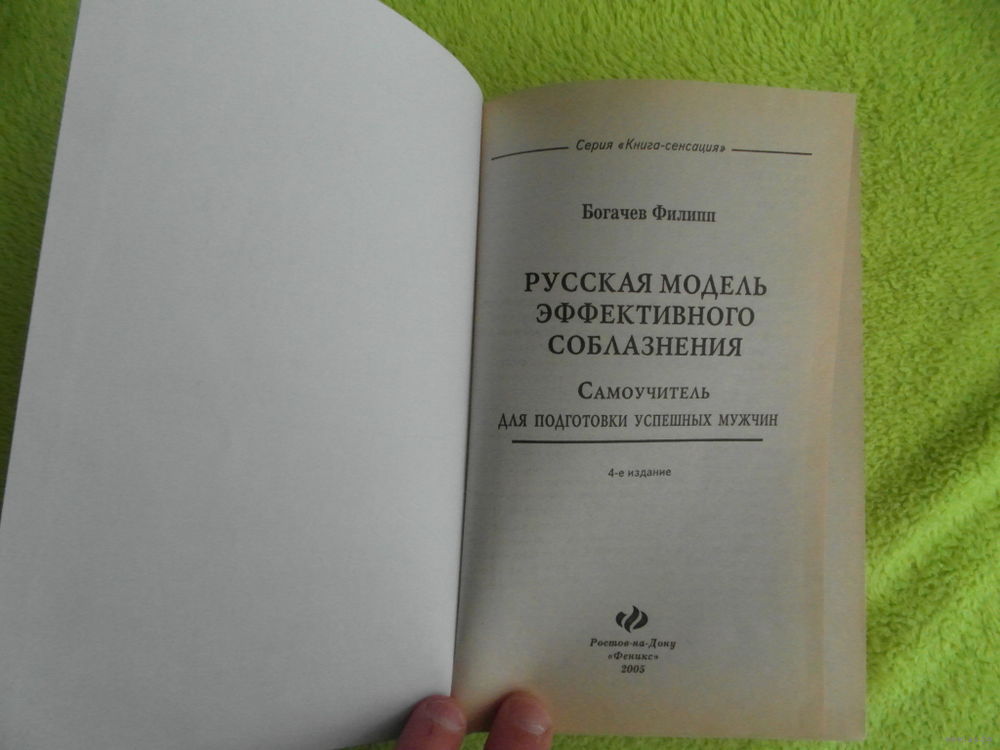 Серия «Книга-сенсация»
Богачев Филипп
РУССКАЯ МОДЕЛЬ
ЭФФЕКТИВНОГО
СОБЛАЗНЕНИЯ
Самоучитель
для подготовки успешных мужчин
4-е издание
Ростов-на-Дону
«Феникс»
2005